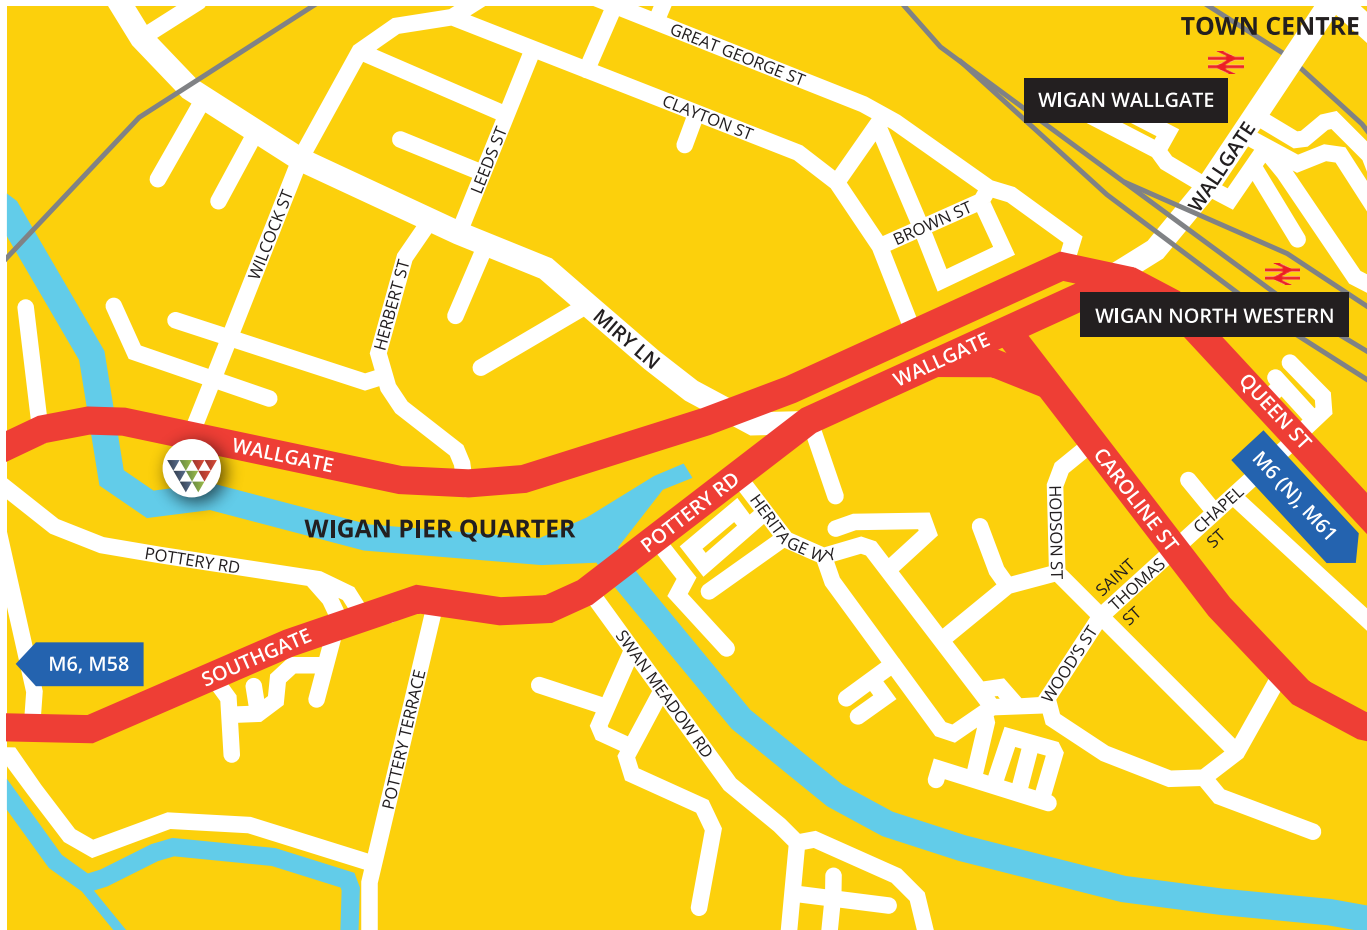 TOWN CENTRE
GREAT GEORGE ST
WIGAN WALLGATE
CLAYTON ST
LEEDS ST
WALLGATE
WILCOCK ST
BROWN ST
HERBERT ST
WIGAN NORTH WESTERN
MIRY LN
WALLGATE
QUEEN ST
WALLGATE
M6 (N), M61
CAROLINE ST
POTTERY RD
HODSON ST
CHAPEL
ST
WIGAN PIER QUARTER
HERITAGE WY
POTTERY RD
SAINT
THOMAS
ST
SOUTHGATE
M6, M58
SWAN MEADOW RD
WOOD'S ST
POTTERY TERRACE